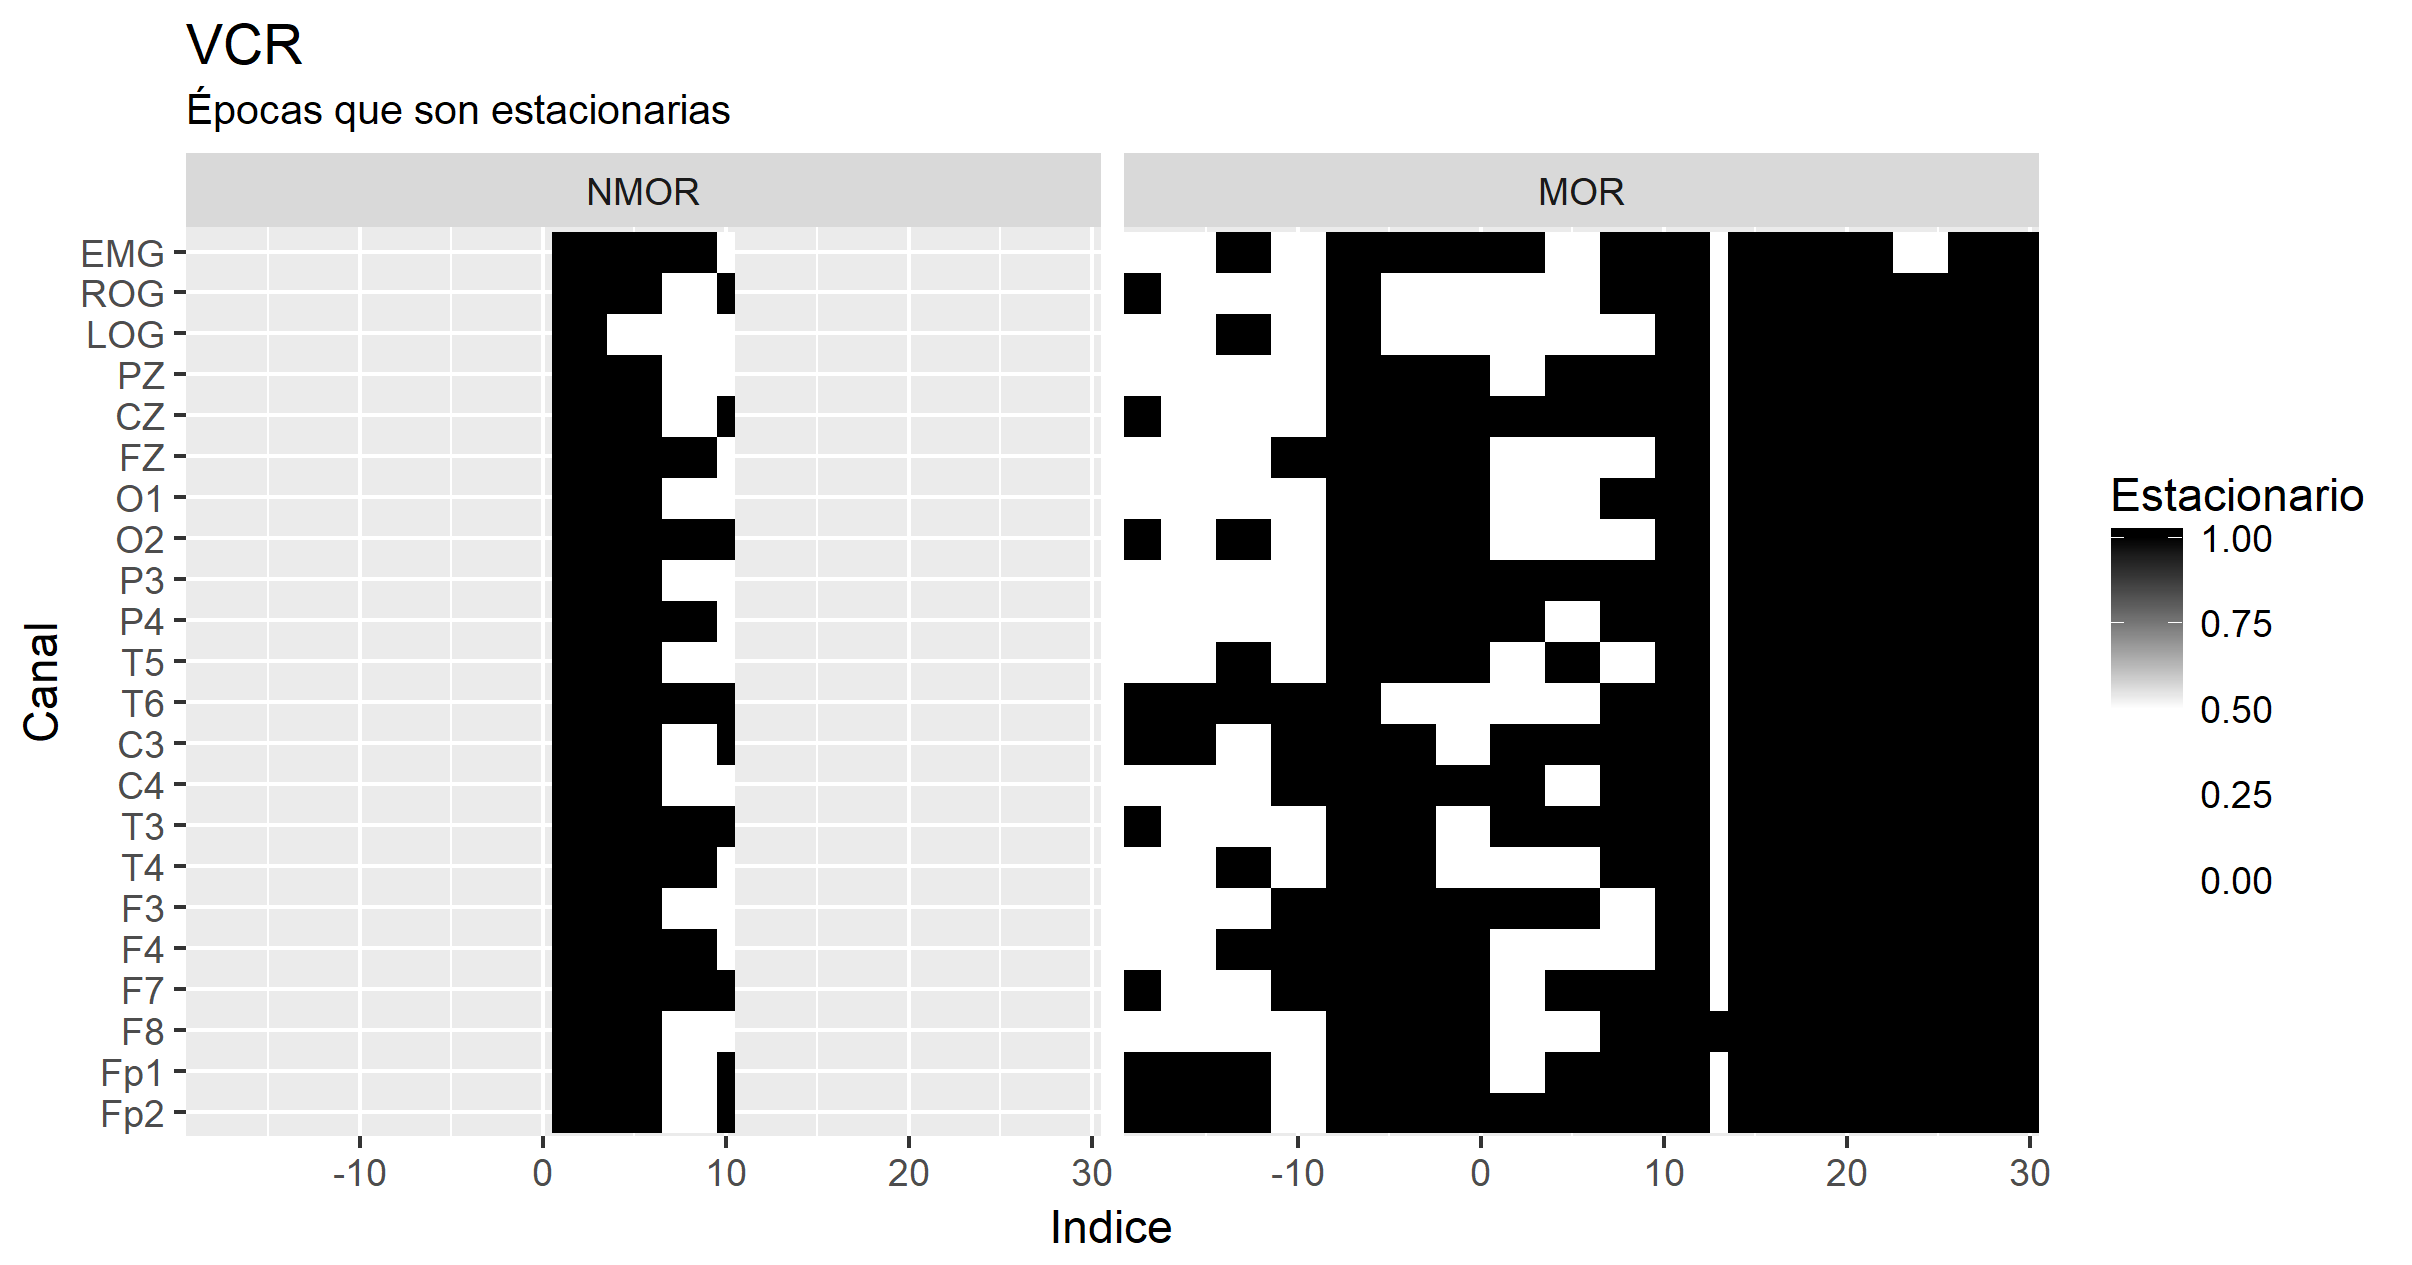 VCR
Épocas que son estacionarias
NMOR
MOR
EMG
ROG
LOG
PZ
CZ
FZ
O1
O2
P3
P4
T5
T6
C3
C4
T3
T4
F3
F4
F7
F8
Fp1
Fp2
Canal
-10 0 10 20 30
-10 0 10 20 30
Indice
Estacionario
1.00
0.75
0.50
0.25
0.00